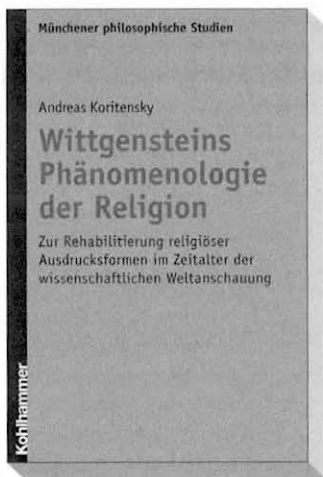 Münchener philosophische Studien
Andreas Koritensky
Wittgensteins
Phänomenologie
der Religion
Zur Rehabilitierung religiöser
Ausdrucksformen im Zeitalter der
wissenschaftlichen Weltanschauung
Kohlhammer